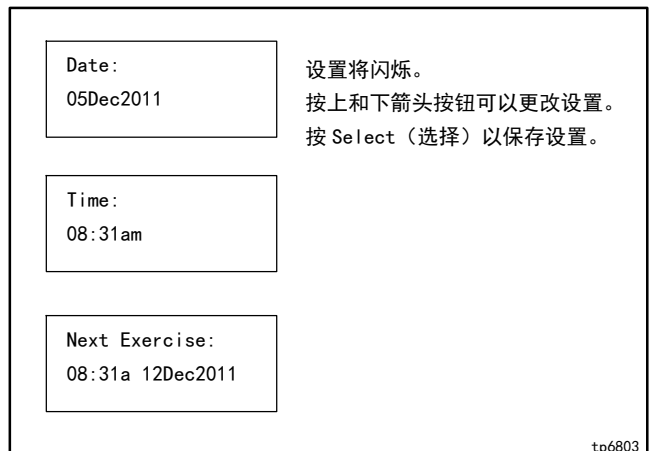 Date:
05Dec2011
设置将闪烁。
按上和下箭头按钮可以更改设置。
按 Select（选择）以保存设置。
Time:
08:31am
Next Exercise:
08:31a 12Dec2011
tp6803